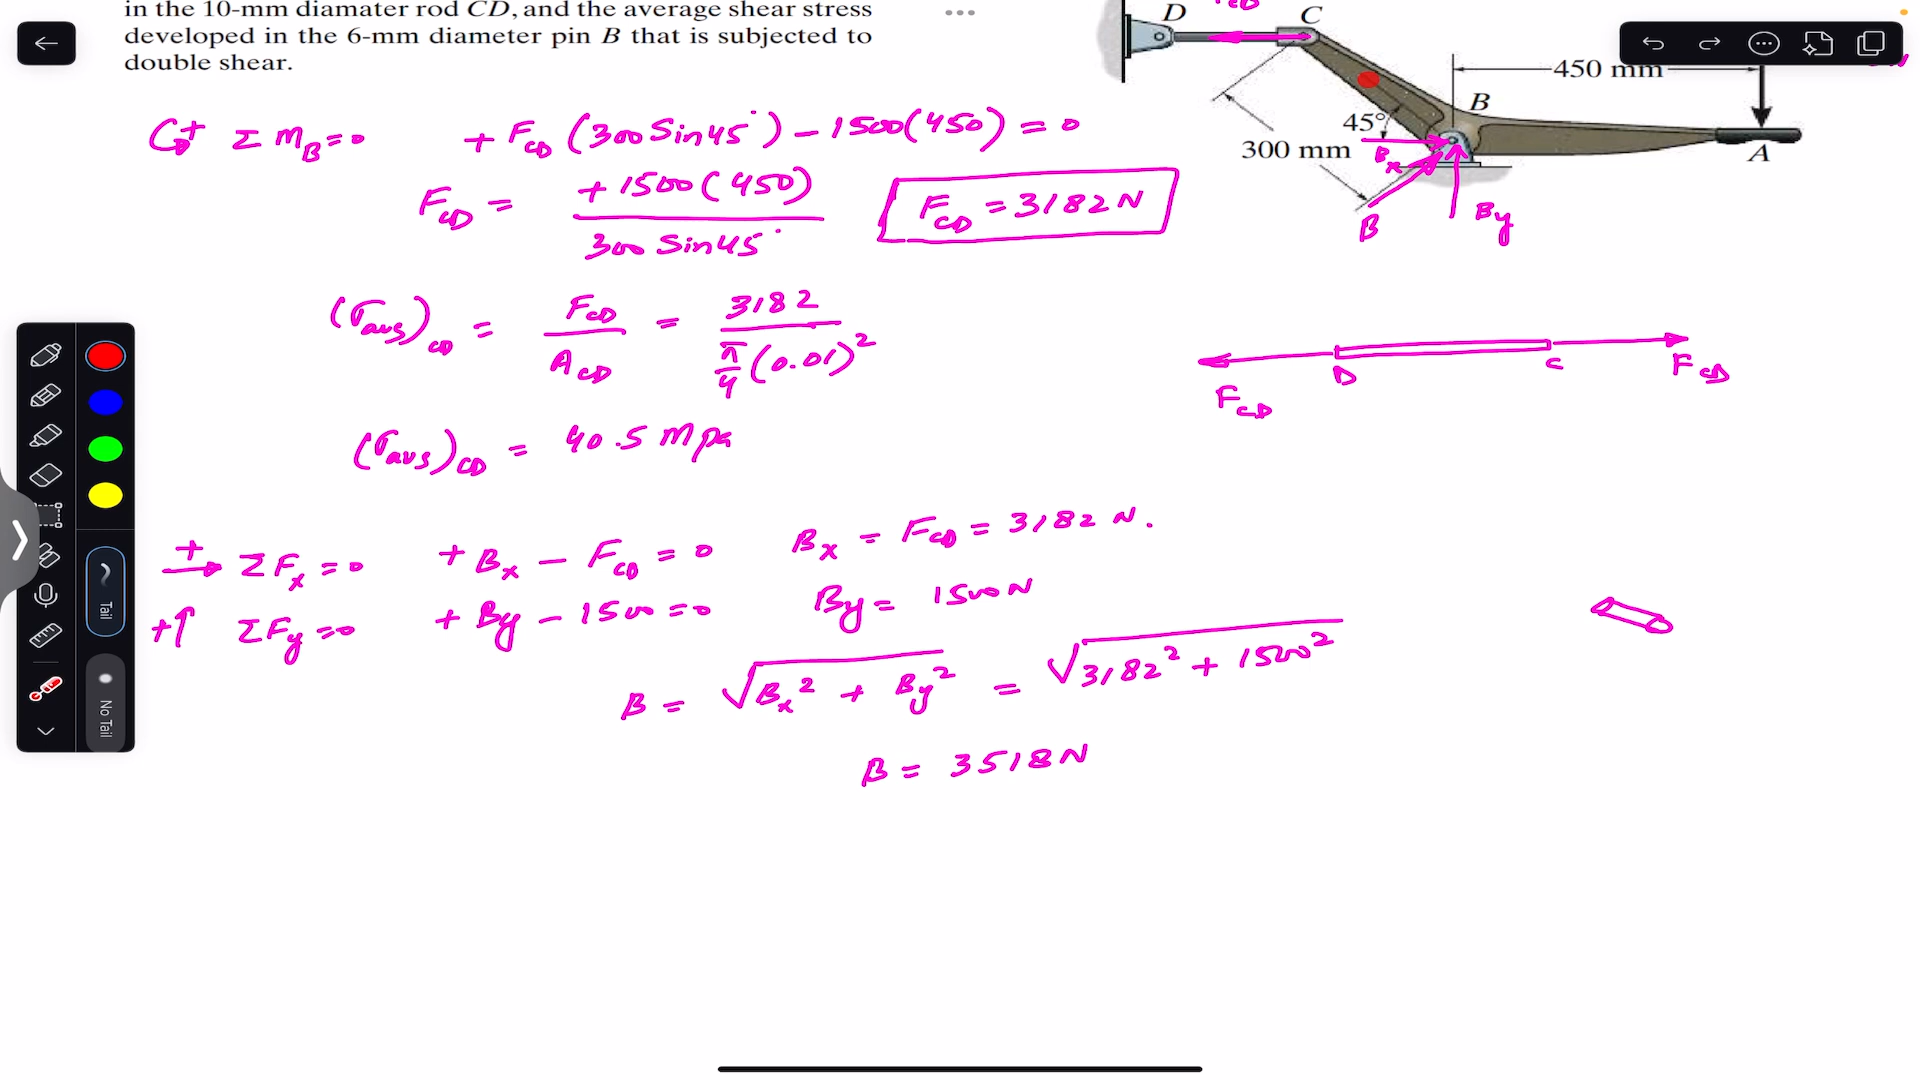 in the 10-mm diamater rod CD, and the average shear stress
developed in the 6-mm diameter pin B that is subjected to
double shear.
D
C
450 mm
B
45°
300 mm
A
Bx
B
By
+ ΣMB=0 +FCD (300 Sin45°) - 1500(450) = 0
FCD = +1500(450) / 300 Sin45° FCD = 3182 N
(σavg)CD = FCD / ACD = 3182 / π/4 (0.01)²
FCD D C FCD
(σavg)CD = 40.5 Mpa
+→ ΣFx=0 +Bx - FCD = 0 Bx = FCD = 3182 N.
+↑ ΣFy=0 +By - 1500=0 By = 1500N
B = √Bx² + By² = √3182² + 1500²
B = 3518N
Tail
No Tail